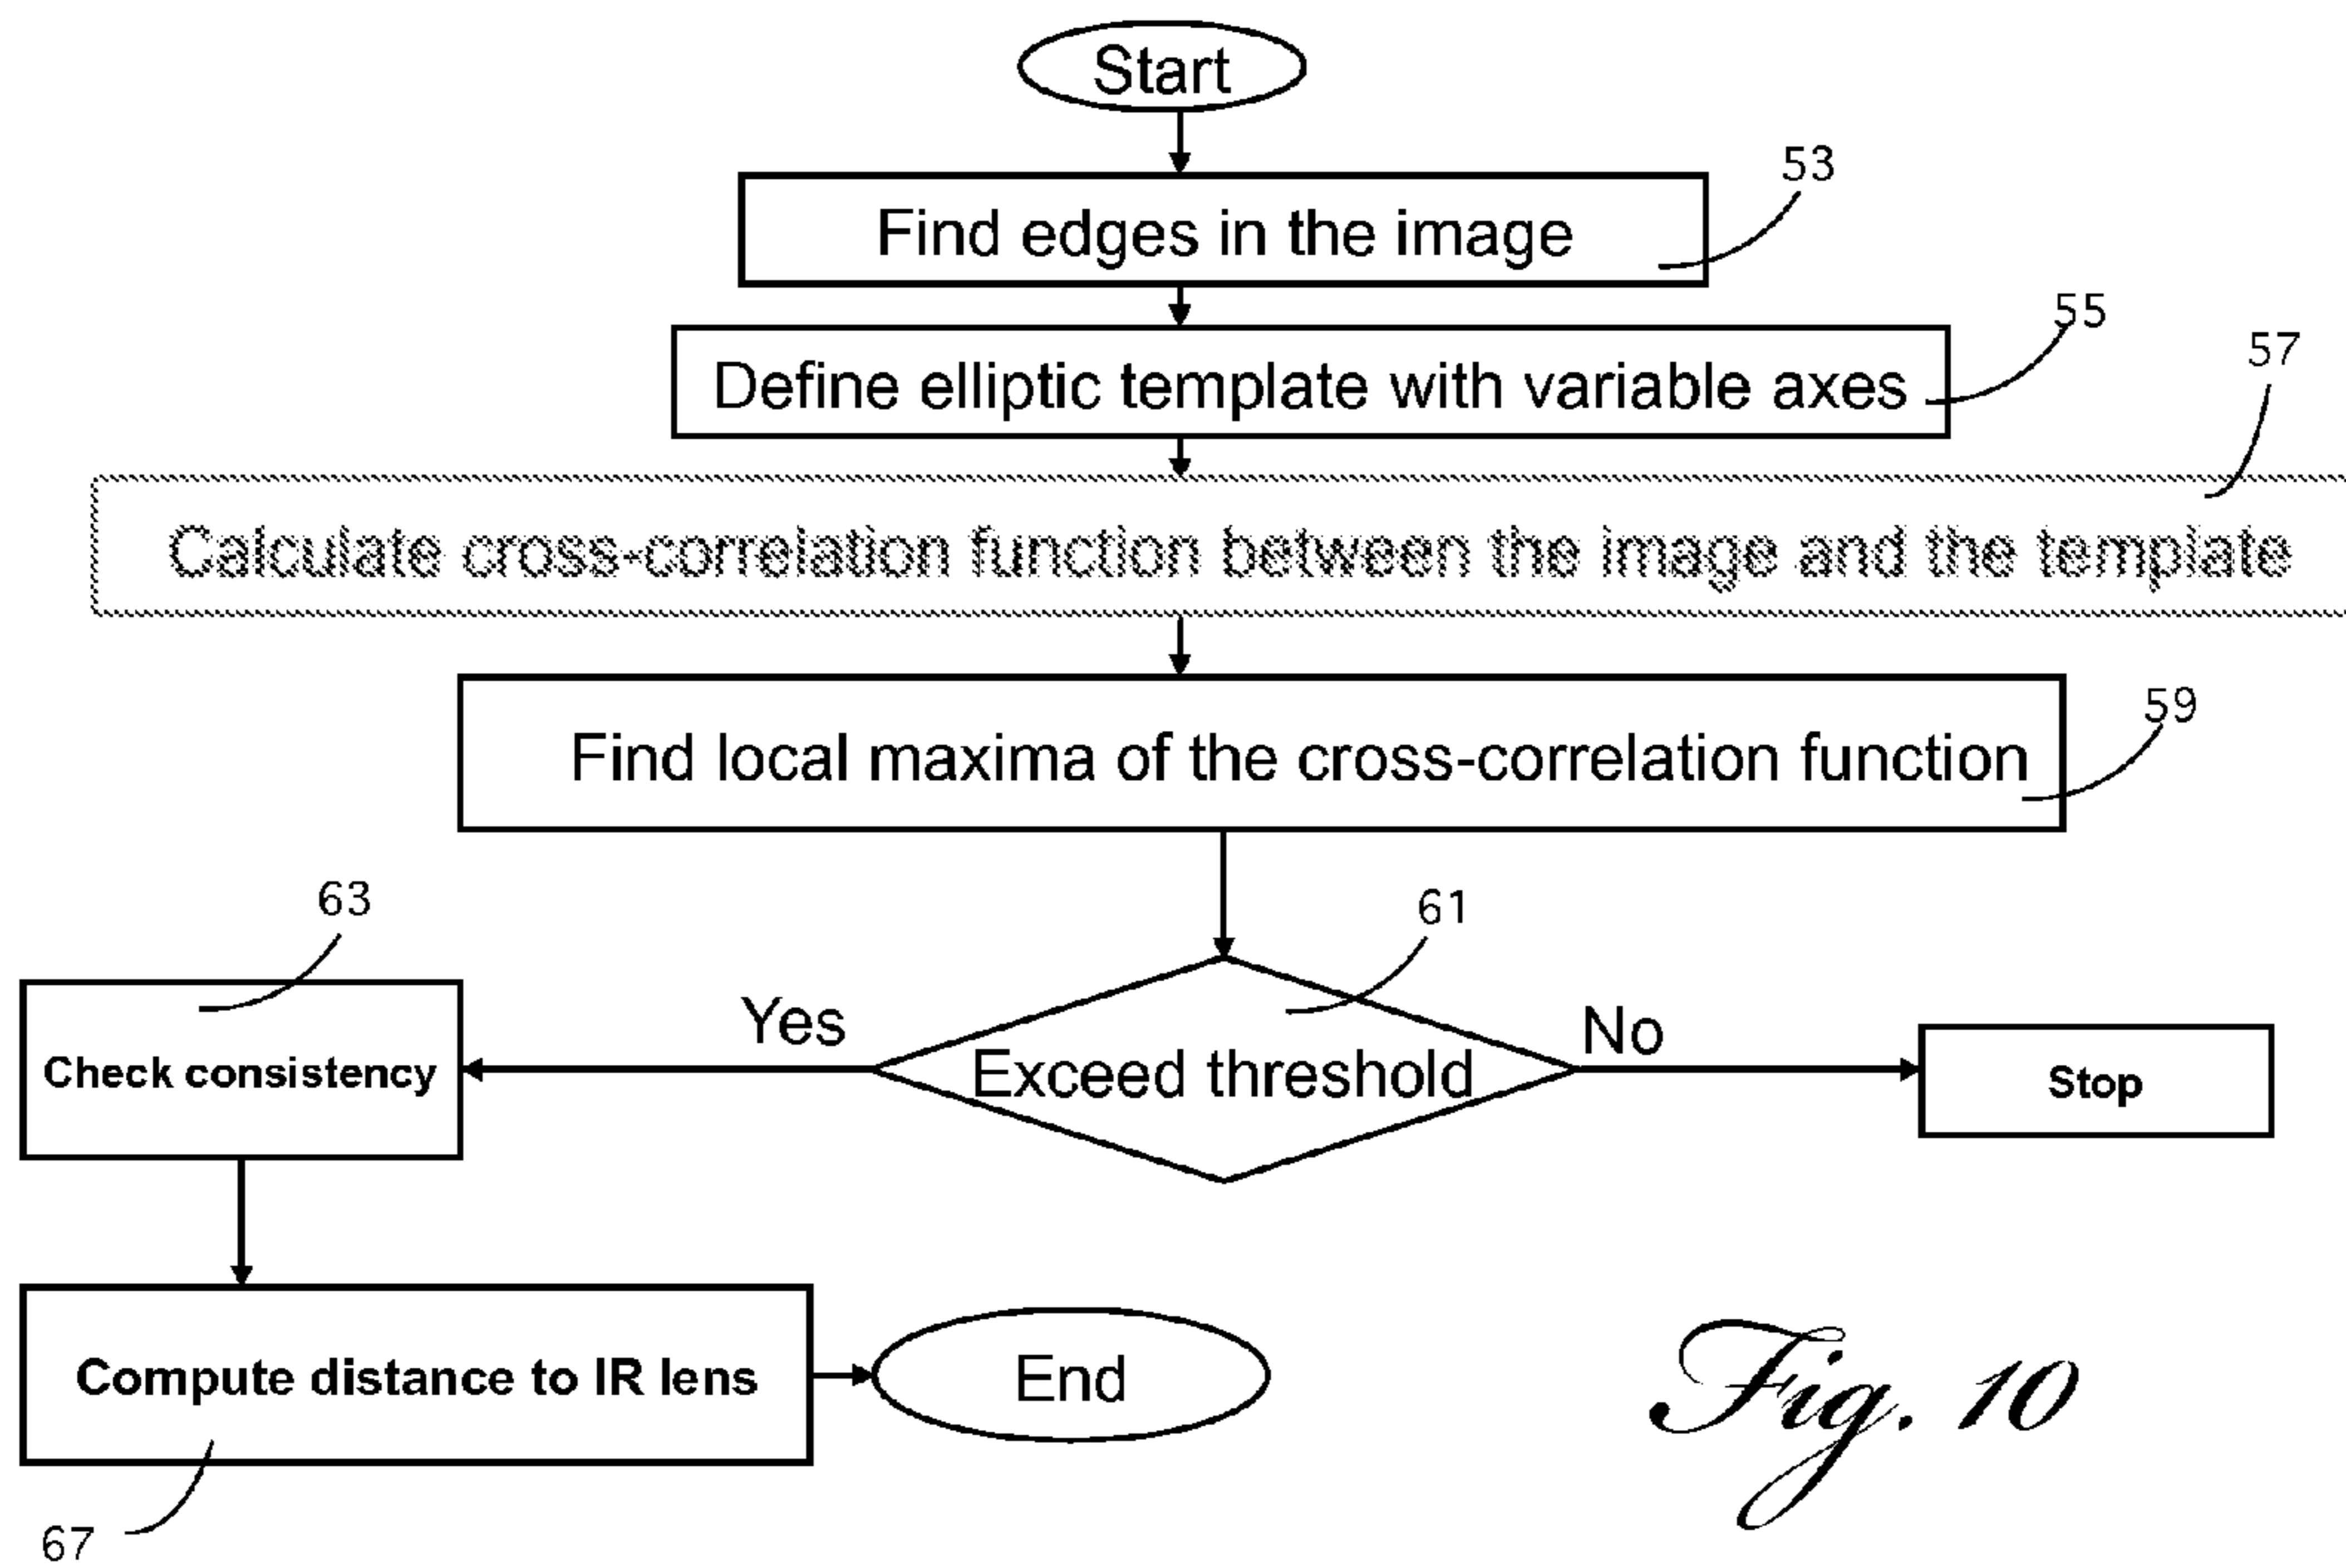 Start
53
Find edges in the image
55
Define elliptic template with variable axes
57
Calculate cross-correlation function between the image and the template
59
Find local maxima of the cross-correlation function
63
61
Yes
No
Check consistency
Exceed threshold
Stop
Compute distance to IR lens
End
Fig. 10
67